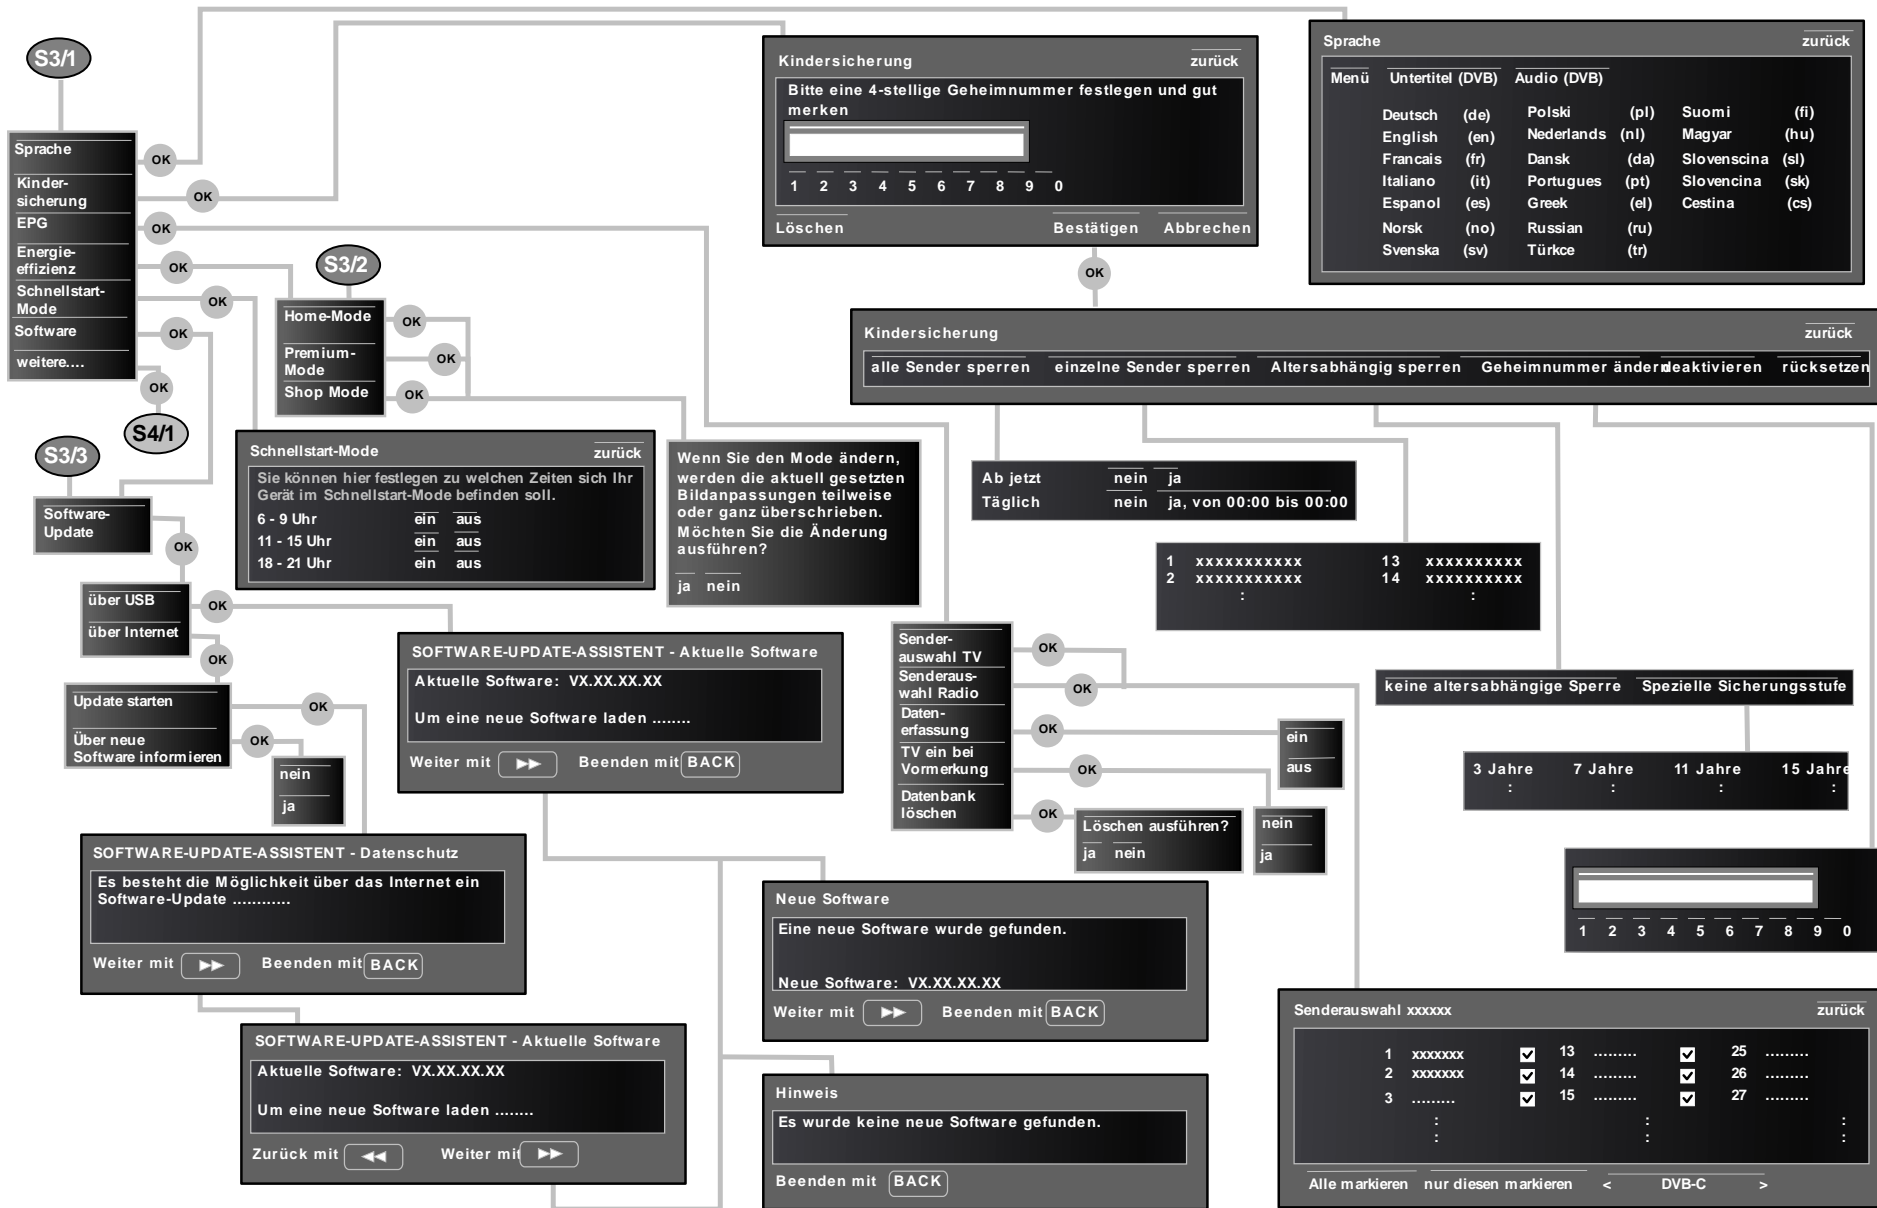 S3/1
Sprache
OK
Kinder-
sicherung
OK
EPG
OK
Energie-
effizienz
OK
Schnellstart-
Mode
OK
Software
OK
weitere....
OK
S4/1
S3/2
Home-Mode
OK
Premium-
Mode
OK
Shop Mode
OK
Kindersicherung
zurück
Bitte eine 4-stellige Geheimnummer festlegen und gut
merken
1 2 3 4 5 6 7 8 9 0
Löschen Bestätigen Abbrechen
OK
Sprache
zurück
Menü Untertitel (DVB) Audio (DVB)
Deutsch (de) Polski (pl) Suomi (fi)
English (en) Nederlands (nl) Magyar (hu)
Francais (fr) Dansk (da) Slovenscina (sl)
Italiano (it) Portugues (pt) Slovencina (sk)
Espanol (es) Greek (el) Cestina (cs)
Norsk (no) Russian (ru)
Svenska (sv) Türkce (tr)
Kindersicherung
zurück
alle Sender sperren einzelne Sender sperren Altersabhängig sperren Geheimnummer ändern deaktivieren rücksetzen
S3/3
Software-
Update
OK
über USB
OK
über Internet
OK
Update starten
OK
Über neue
Software informieren
OK
nein
ja
Schnellstart-Mode
zurück
Sie können hier festlegen zu welchen Zeiten sich Ihr
Gerät im Schnellstart-Mode befinden soll.
6 - 9 Uhr ein aus
11 - 15 Uhr ein aus
18 - 21 Uhr ein aus
Wenn Sie den Mode ändern,
werden die aktuell gesetzten
Bildanpassungen teilweise
oder ganz überschrieben.
Möchten Sie die Änderung
ausführen?
ja nein
Ab jetzt nein ja
Täglich nein ja, von 00:00 bis 00:00
1 xxxxxxxxxxx 13 xxxxxxxxxx
2 xxxxxxxxxxx 14 xxxxxxxxxx
: :
keine altersabhängige Sperre Spezielle Sicherungsstufe
3 Jahre 7 Jahre 11 Jahre 15 Jahre
: : : :
1 2 3 4 5 6 7 8 9 0
SOFTWARE-UPDATE-ASSISTENT - Aktuelle Software
Aktuelle Software: VX.XX.XX.XX
Um eine neue Software laden ........
Weiter mit Beenden mit BACK
Sender-
auswahl TV
OK
Senderaus-
wahl Radio
OK
Daten-
erfassung
OK
TV ein bei
Vormerkung
OK
Datenbank
löschen
OK
ein
aus
nein
ja
Löschen ausführen?
ja nein
SOFTWARE-UPDATE-ASSISTENT - Datenschutz
Es besteht die Möglichkeit über das Internet ein
Software-Update ............
Weiter mit Beenden mit BACK
SOFTWARE-UPDATE-ASSISTENT - Aktuelle Software
Aktuelle Software: VX.XX.XX.XX
Um eine neue Software laden ........
Zurück mit Weiter mit
Neue Software
Eine neue Software wurde gefunden.
Neue Software: VX.XX.XX.XX
Weiter mit Beenden mit BACK
Hinweis
Es wurde keine neue Software gefunden.
Beenden mit BACK
Senderauswahl xxxxxx
zurück
1 xxxxxxx 13 ......... 25 .........
2 xxxxxxx 14 ......... 26 .........
3 ......... 15 ......... 27 .........
: : :
: : :
Alle markieren nur diesen markieren < DVB-C >